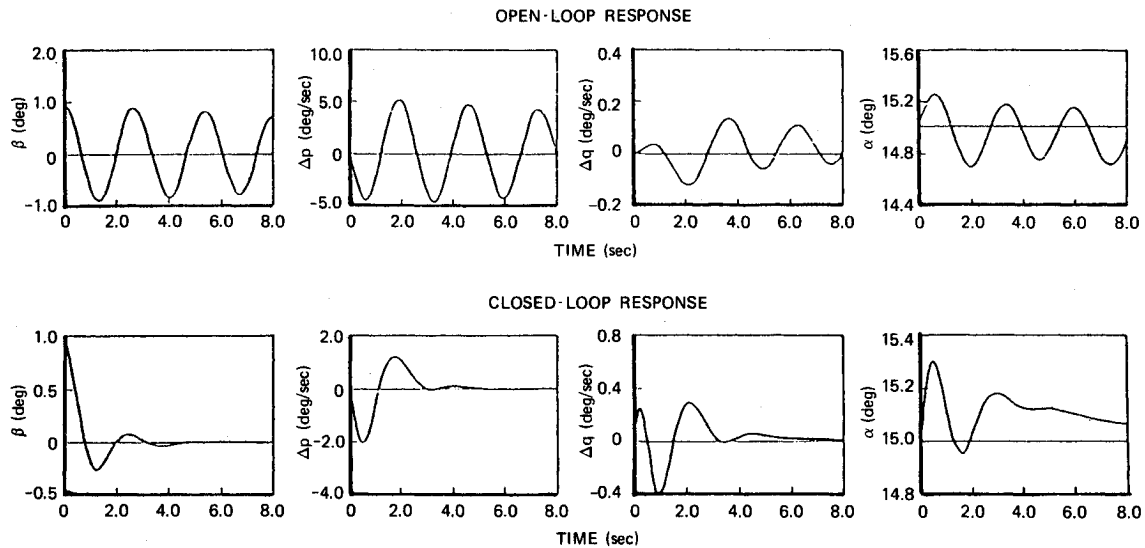 OPEN-LOOP RESPONSE
β (deg)
2.0
1.0
0
-1.0
0 2.0 4.0 6.0 8.0
Δp (deg/sec)
10.0
5.0
0
-5.0
0 2.0 4.0 6.0 8.0
Δq (deg/sec)
0.4
0.2
0
-0.2
0 2.0 4.0 6.0 8.0
α (deg)
15.6
15.2
14.8
14.4
0 2.0 4.0 6.0 8.0
TIME (sec)
CLOSED-LOOP RESPONSE
β (deg)
1.0
0.5
0
-0.5
0 2.0 4.0 6.0 8.0
Δp (deg/sec)
2.0
0
-2.0
-4.0
0 2.0 4.0 6.0 8.0
Δq (deg/sec)
0.8
0.4
0
-0.4
0 2.0 4.0 6.0 8.0
α (deg)
15.4
15.2
15.0
14.8
0 2.0 4.0 6.0 8.0
TIME (sec)